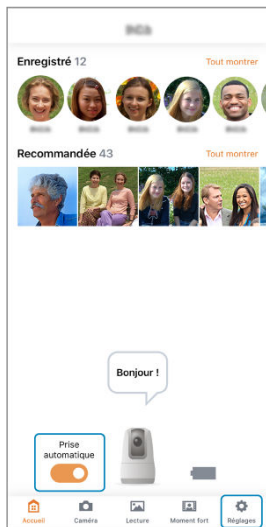 Enregistré 12
Tout montrer
Recommandée 43
Tout montrer
Bonjour !
Prise
automatique
Accueil
Caméra
Lecture
Moment fort
Réglages